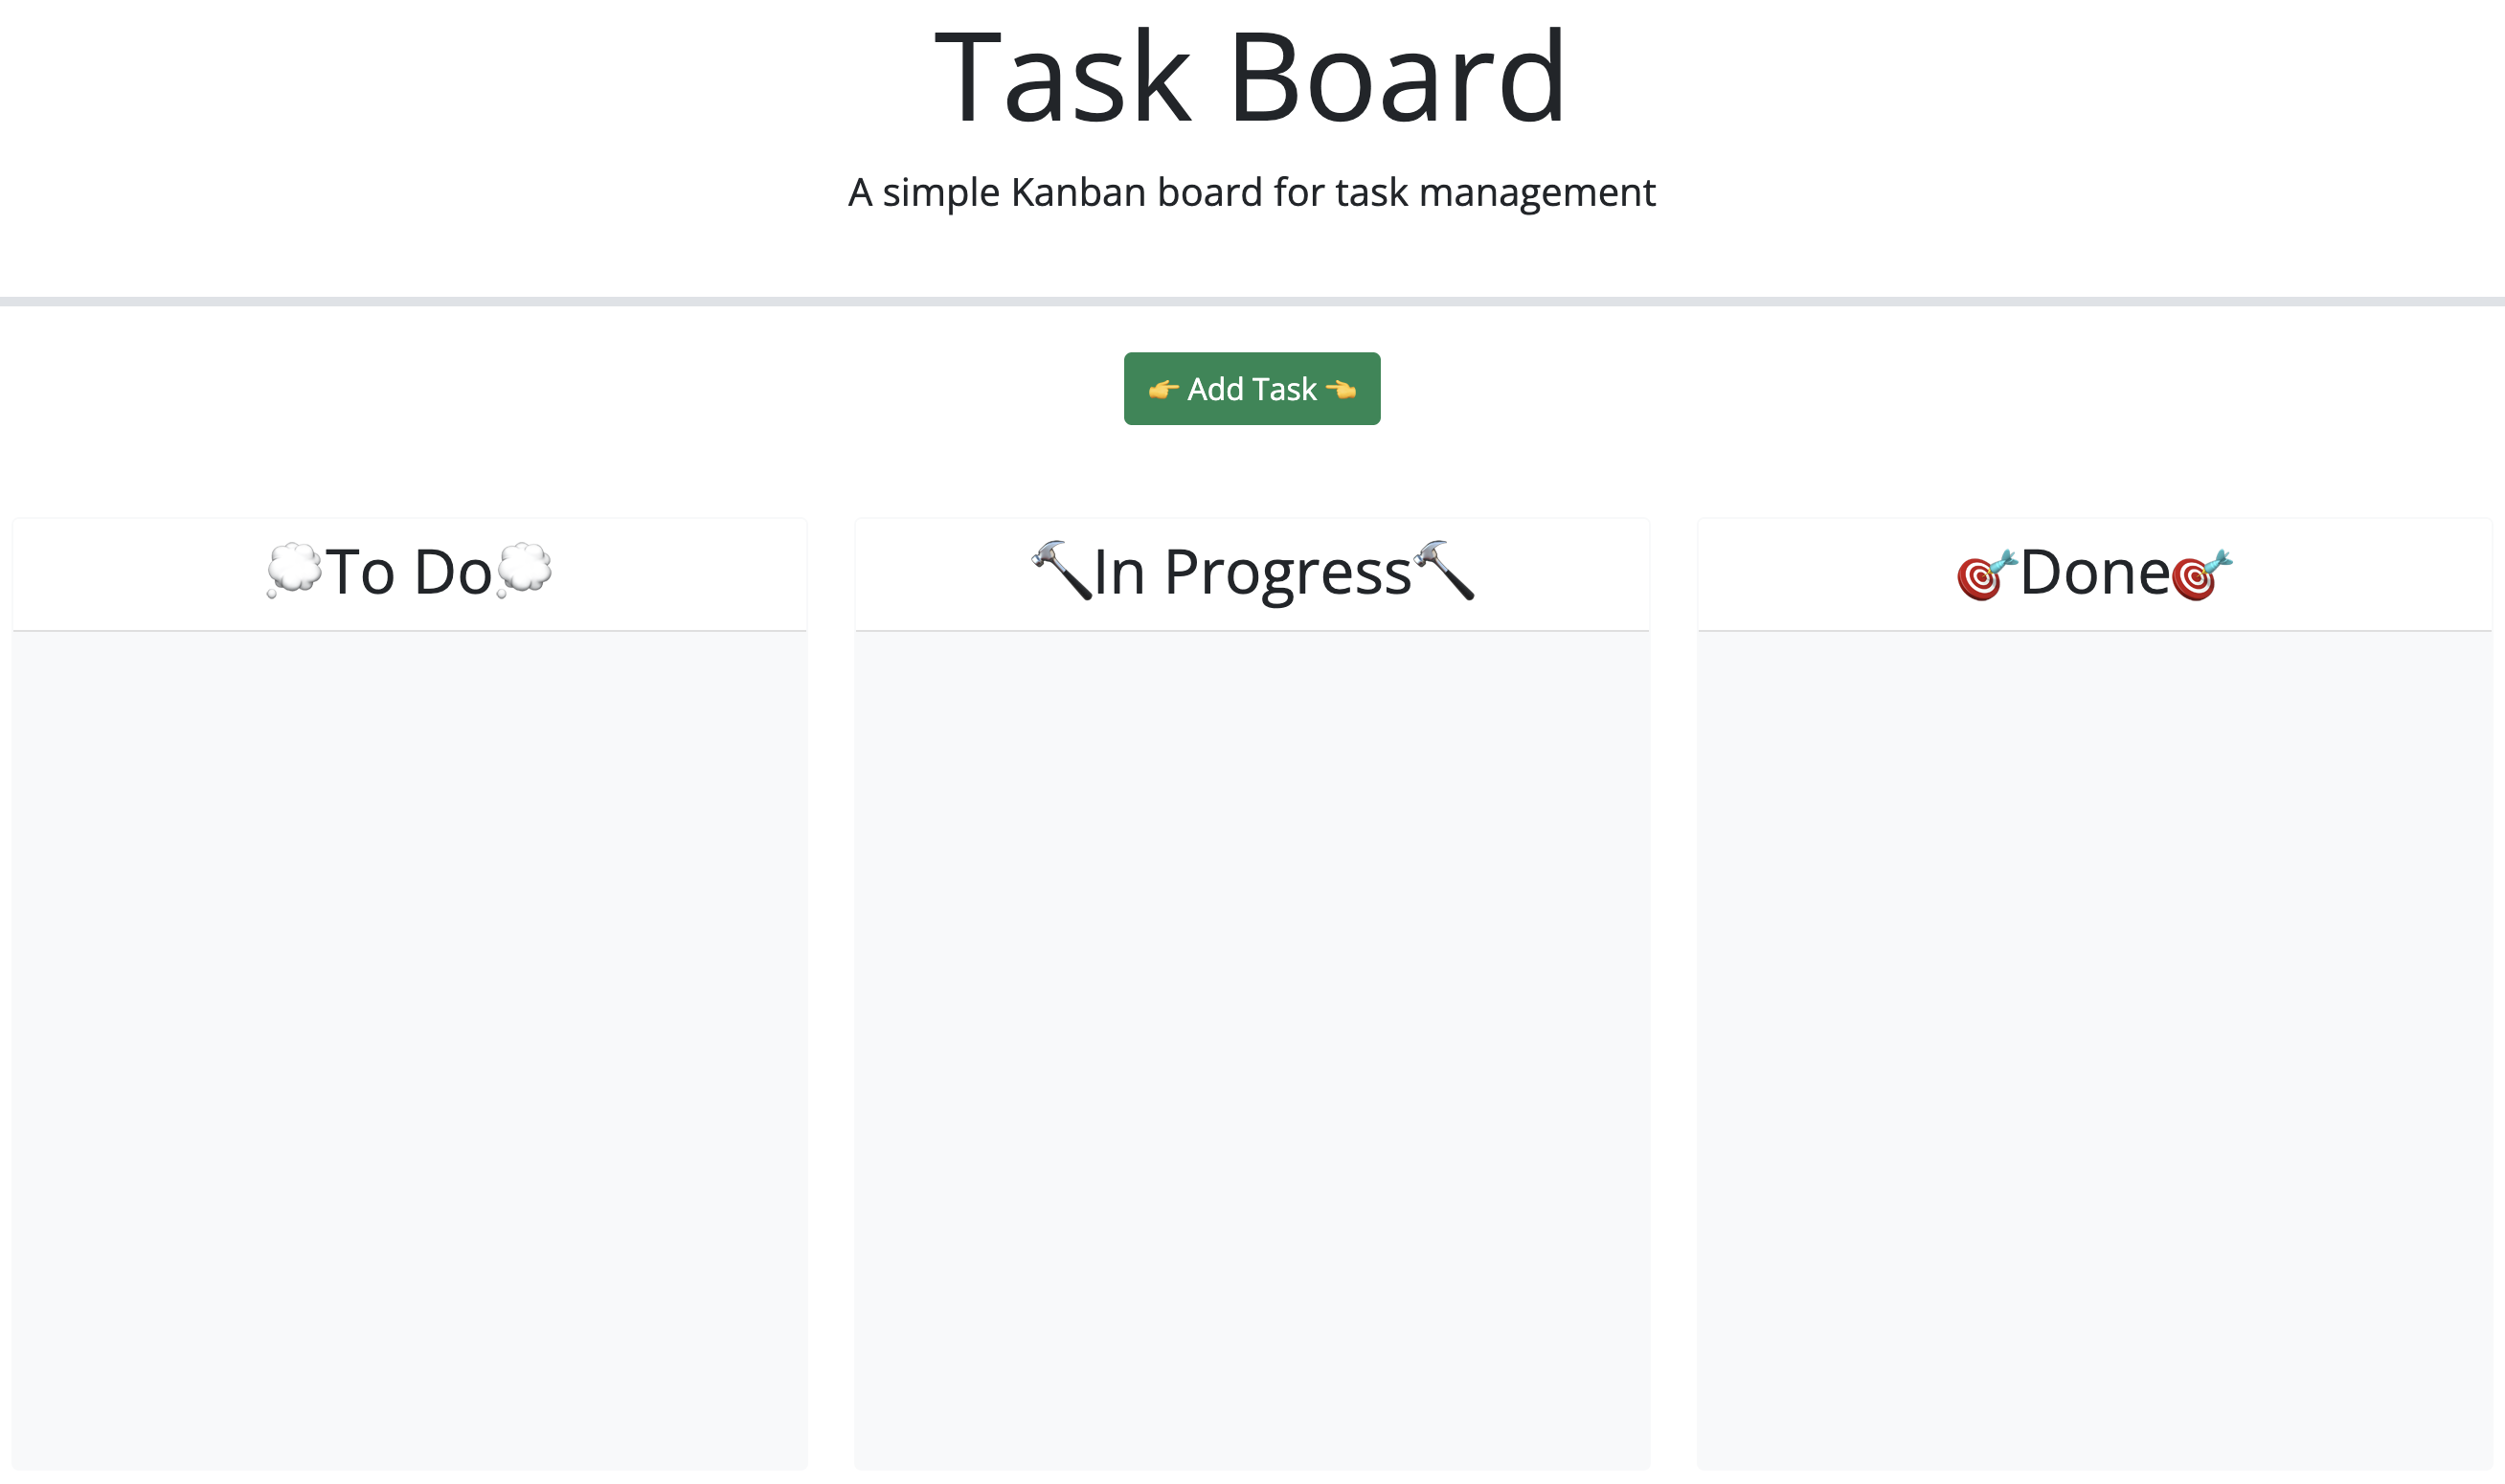 Task Board
A simple Kanban board for task management
👉 Add Task 👈
💭To Do💭
🔨In Progress🔨
🎯Done🎯